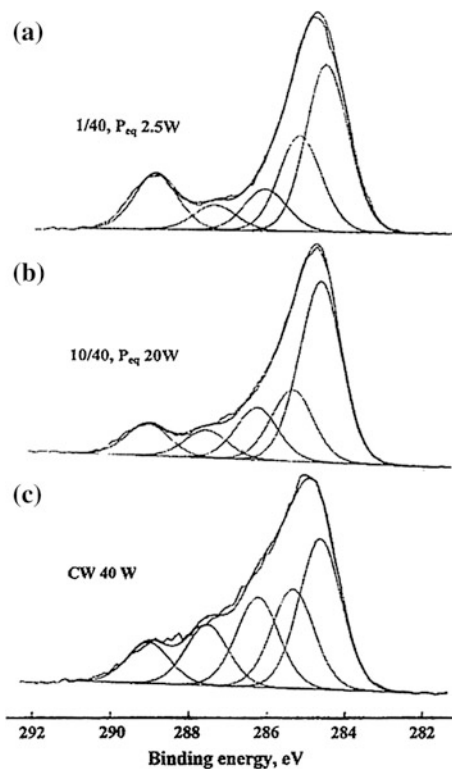 (a)
1/40, Peq 2.5W
(b)
10/40, Peq 20W
(c)
CW 40 W
292 290 288 286 284 282
Binding energy, eV